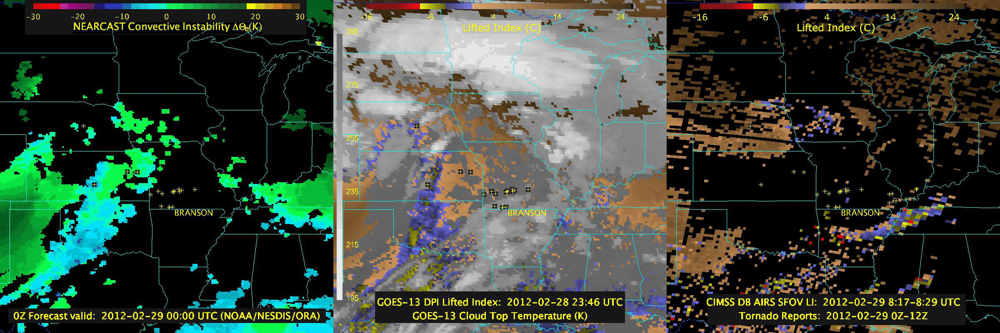 -30 -20 -10 0 10 20 30
NEARCAST Convective Instability ΔΘe(K)
BRANSON
0Z Forecast valid: 2012-02-29 00:00 UTC (NOAA/NESDIS/ORA)
-16 -6 4 14 24
Lifted Index (C)
295
275
255
235
215
195
BRANSON
GOES-13 DPI Lifted Index: 2012-02-28 23:46 UTC
GOES-13 Cloud Top Temperature (K)
-16 -6 4 14 24
Lifted Index (C)
BRANSON
CIMSS DB AIRS SFOV LI: 2012-02-29 8:17-8:29 UTC
Tornado Reports: 2012-02-29 0Z-12Z